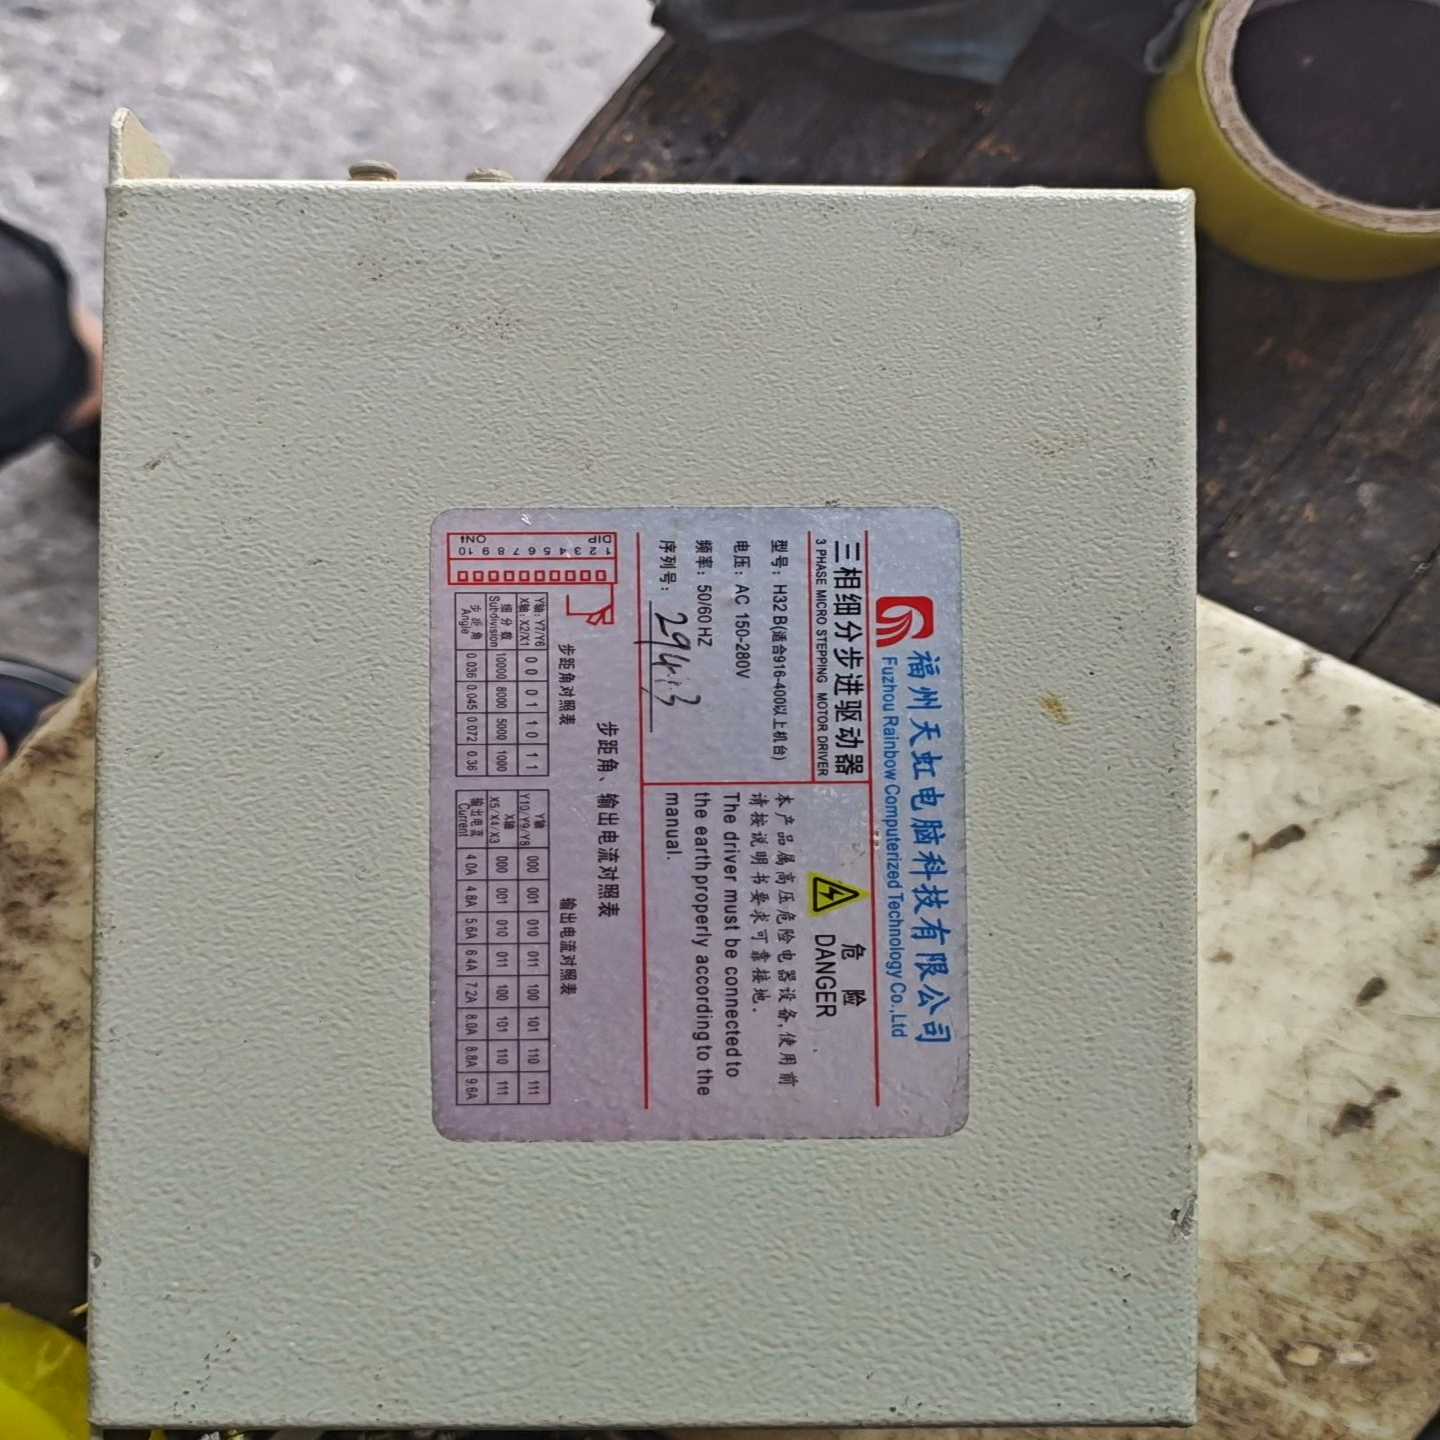 福州天虹电脑科技有限公司
Fuzhou Rainbow Computerized Technology Co.,Ltd
三相细分步进驱动器
3 PHASE MICRO STEPPING MOTOR DRIVER
型号: H32 B(适合916-400以上机台)
电压: AC 150-280V
频率: 50/60 HZ
序列号:
危险
DANGER
本产品属高压危险电器设备,使用前
请按说明书要求可靠接地.
The driver must be connected to
the earth properly according to the
manual.
步距角、输出电流对照表
步距角对照表
Y轴: Y7/Y6 0 0 0 1 1 0 1 1
X轴: X2/X1
细分数 Subdivision 10000 8000 5000 1000
步距角 Angle 0.036 0.045 0.072 0.36
输出电流对照表
Y轴 Y10/Y9/Y8 000 001 010 011 100 101 110 111
X轴 X5/X4/X3 000 001 010 011 100 101 110 111
输出电流 Current 4.0A 4.8A 5.6A 6.4A 7.2A 8.0A 8.8A 9.6A
DIP
1 2 3 4 5 6 7 8 9 10
ON